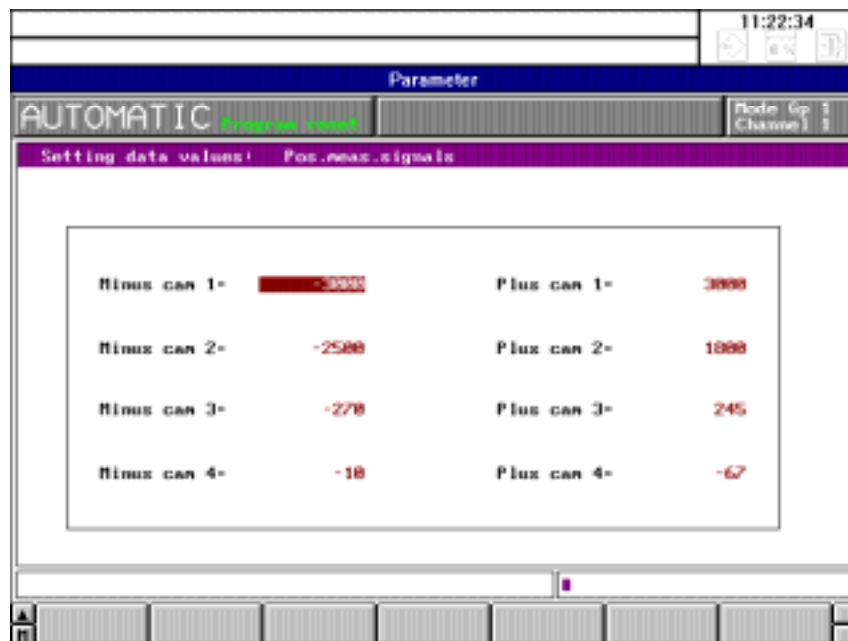 11:22:34
Parameter
AUTOMATIC Program reset Mode Gp 1
Channel 1
Setting data values: Pos.meas.signals
Minus cam 1= -3000 Plus cam 1= 3000
Minus cam 2= -2500 Plus cam 2= 1800
Minus cam 3= -270 Plus cam 3= 245
Minus cam 4= -10 Plus cam 4= -67